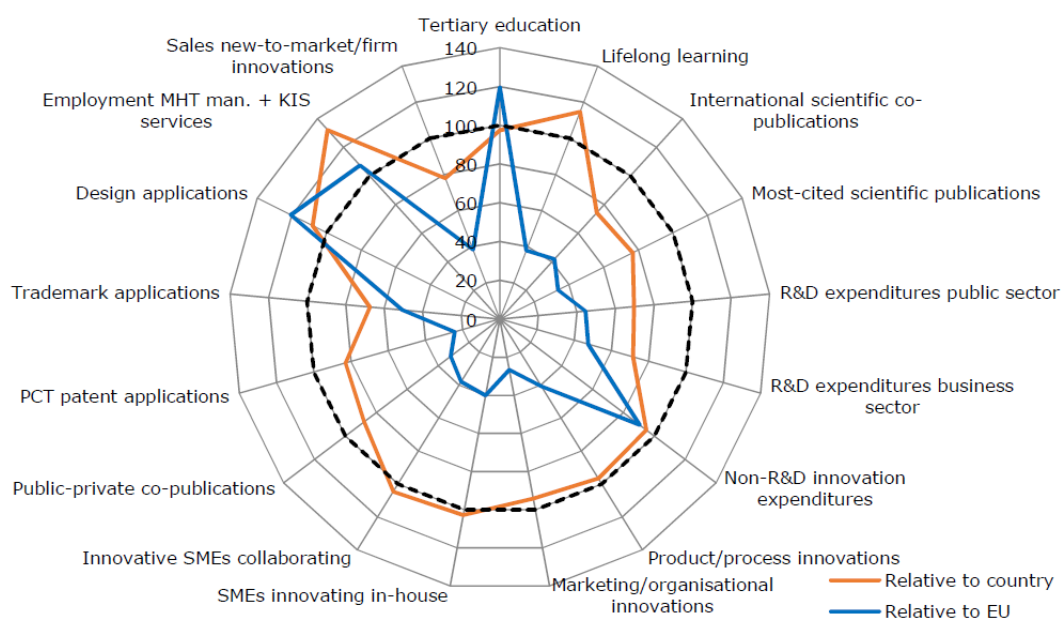 Tertiary education
Sales new-to-market/firm
innovations
140
Lifelong learning
Employment MHT man. + KIS
services
120
International scientific co-
publications
100
Design applications
80
Most-cited scientific publications
60
40
Trademark applications
20
R&D expenditures public sector
0
PCT patent applications
R&D expenditures business
sector
Public-private co-publications
Non-R&D innovation
expenditures
Innovative SMEs collaborating
Product/process innovations
SMEs innovating in-house
Marketing/organisational
innovations
Relative to country
Relative to EU